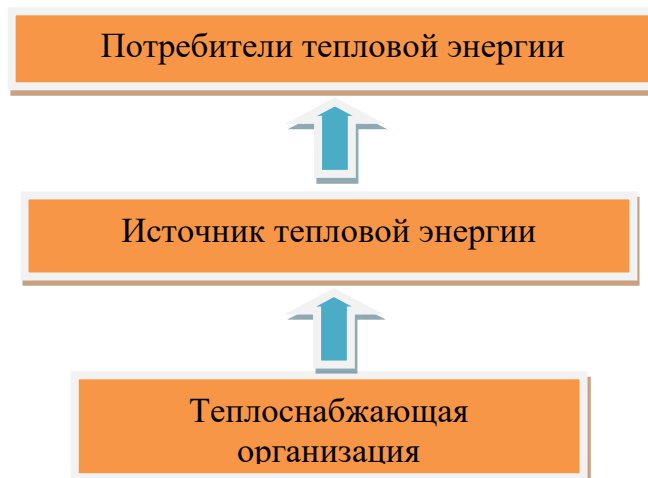 Потребители тепловой энергии
Источник тепловой энергии
Теплоснабжающая
организация